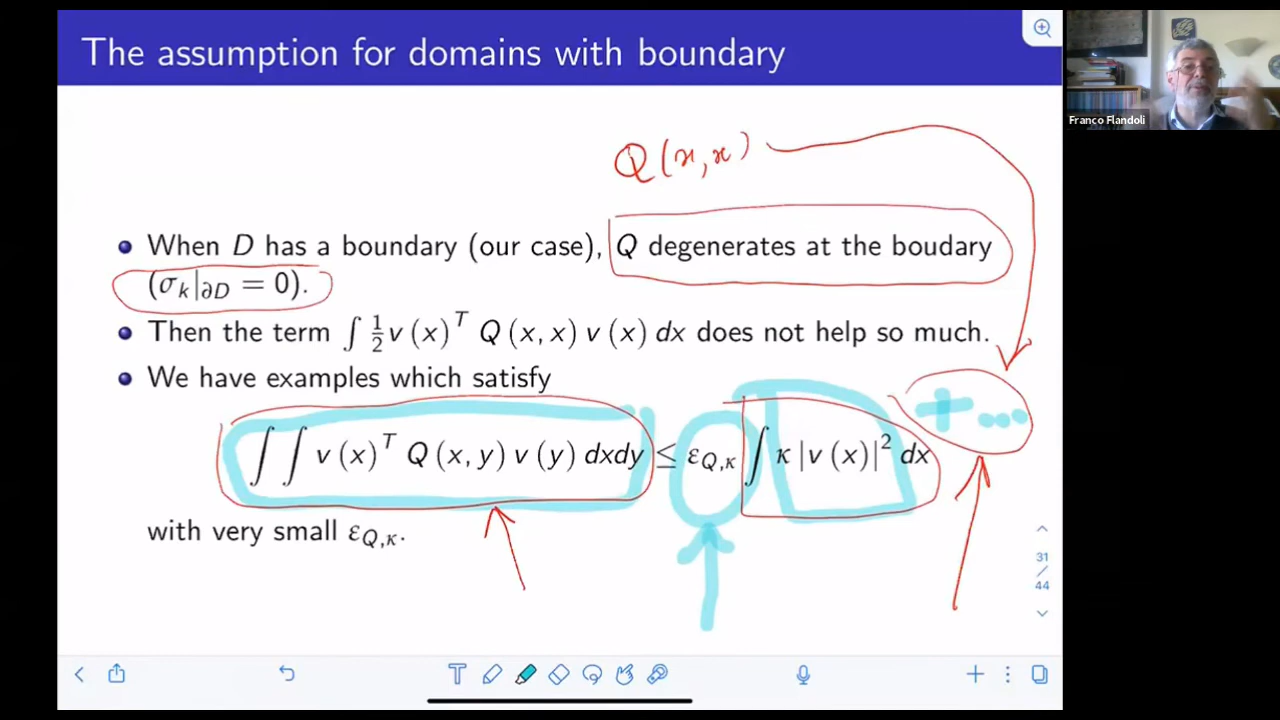 The assumption for domains with boundary
Franco Flandoli
Q(x,x)
When D has a boundary (our case), Q degenerates at the boudary
(σ_k|_∂D = 0).
Then the term ∫ ½ v(x)^T Q(x,x) v(x) dx does not help so much.
We have examples which satisfy
+...
∫∫ v(x)^T Q(x,y) v(y) dxdy ≤ ε_Q,κ ∫ κ |v(x)|² dx
with very small ε_Q,κ.
31
/
44
T